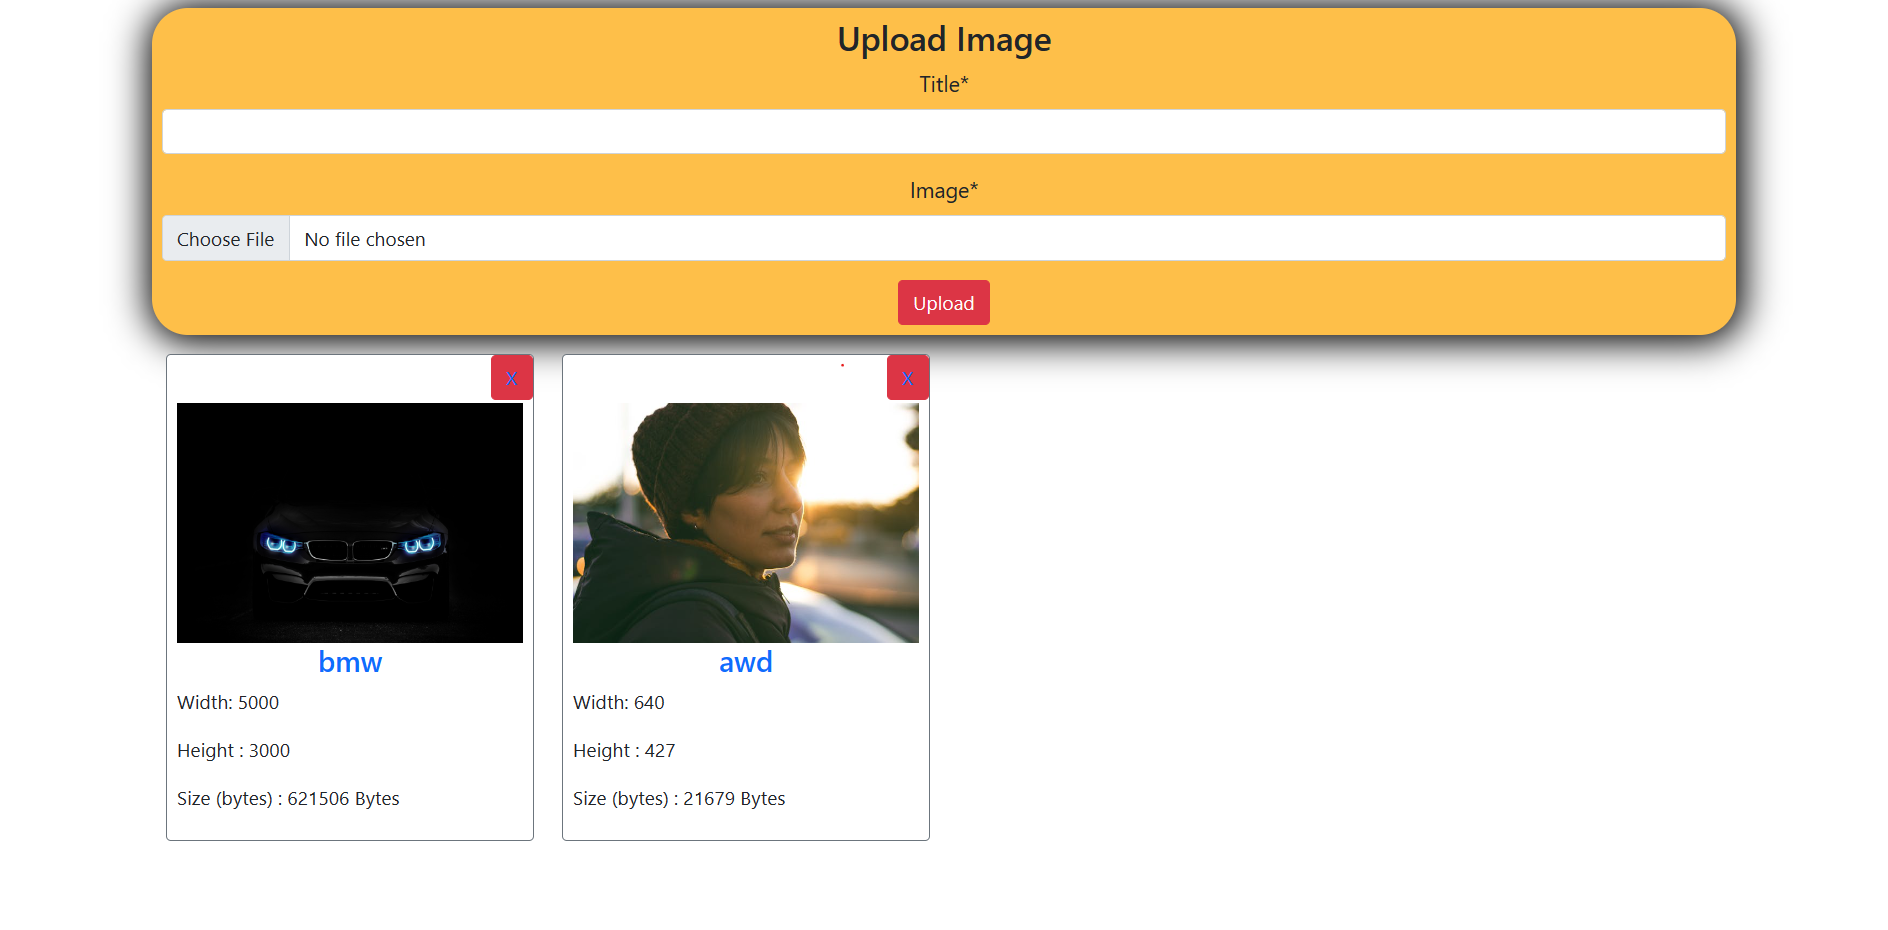 Upload Image
Title*
Image*
Choose File No file chosen
Upload
X
X
bmw
awd
Width: 5000
Width: 640
Height : 3000
Height : 427
Size (bytes) : 621506 Bytes
Size (bytes) : 21679 Bytes